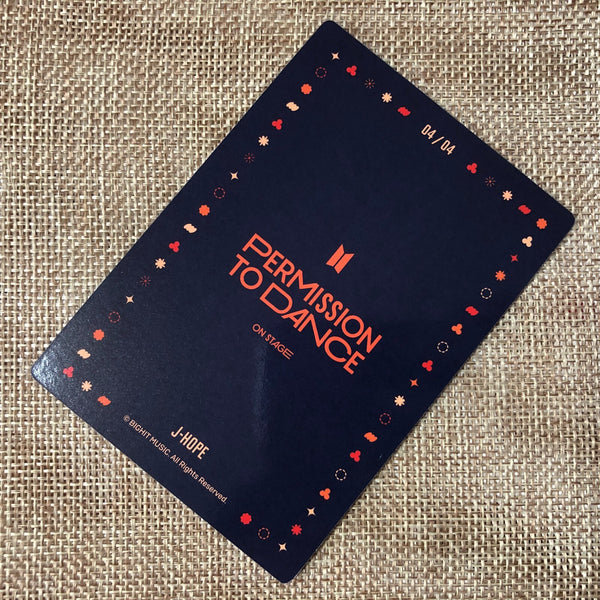 04/04
PERMISSION
TO DANCE
ON STAGE
J-HOPE
© BIGHIT MUSIC. All Rights Reserved.